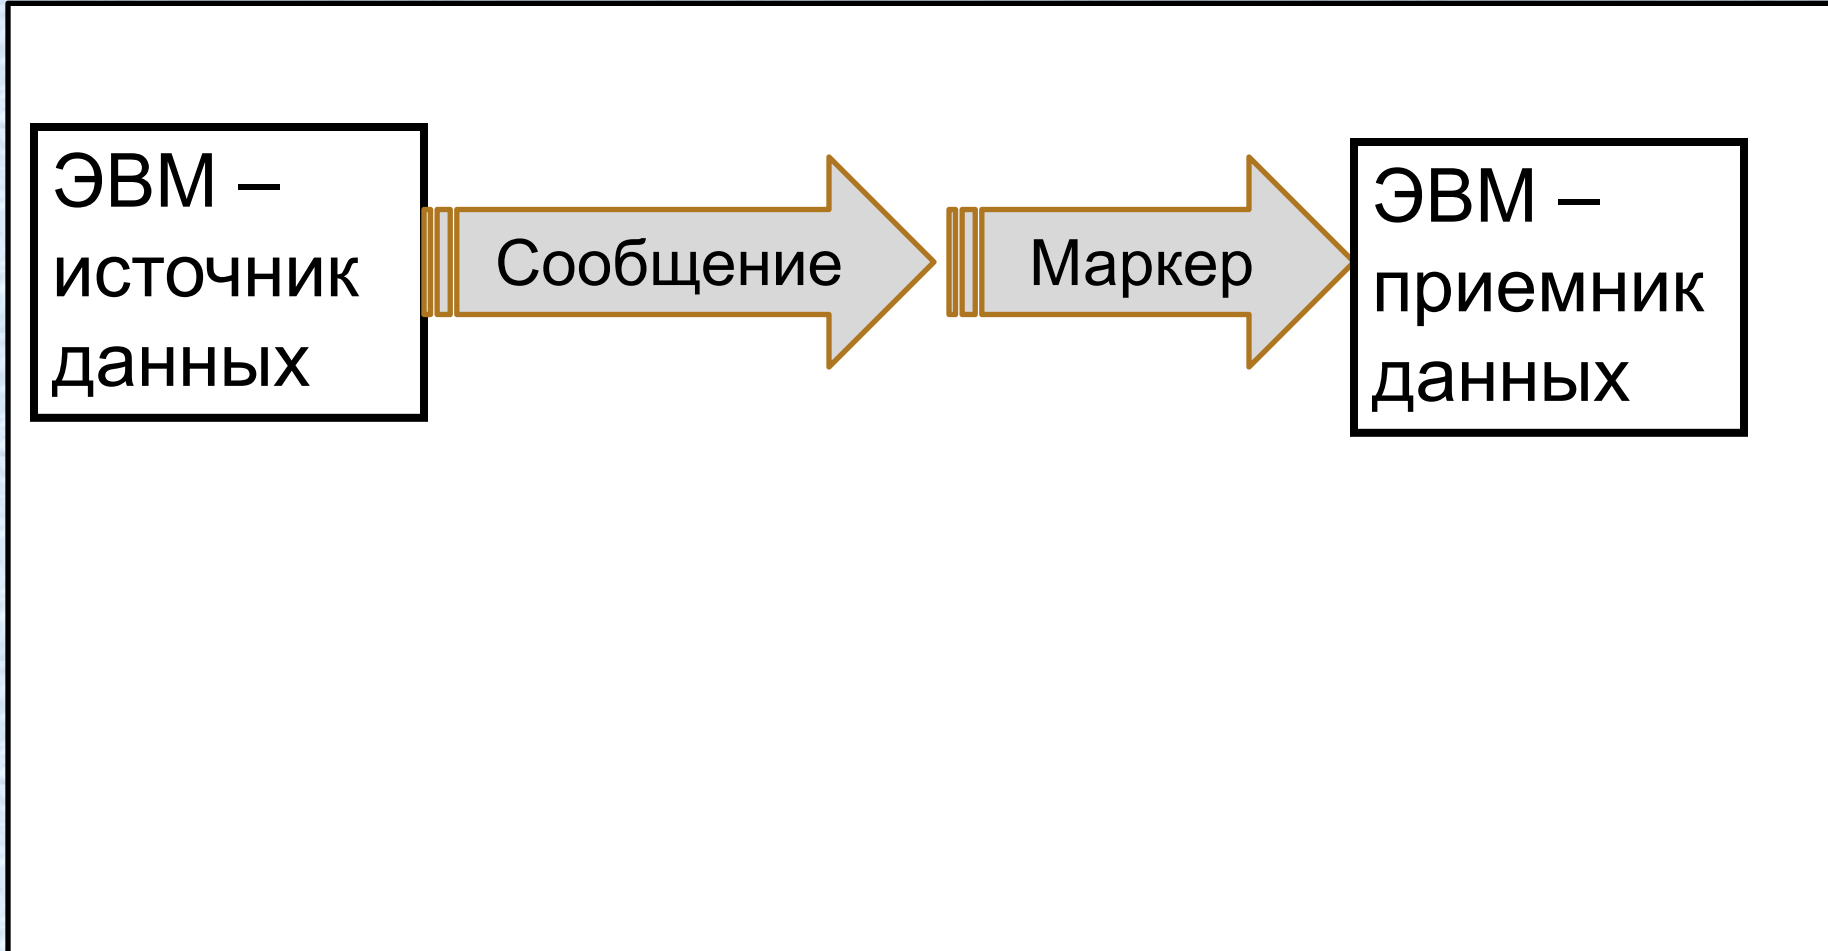 ЭВМ –
источник
данных
Сообщение
Маркер
ЭВМ –
приемник
данных